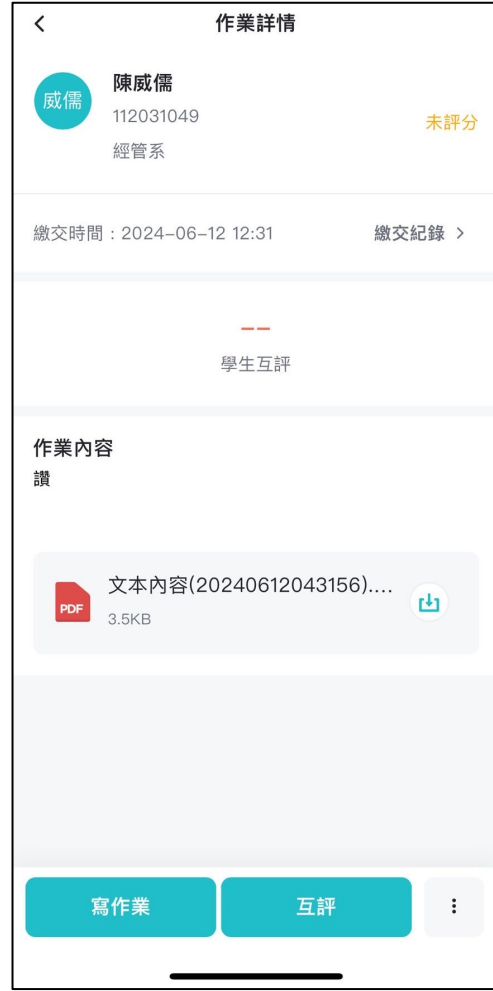 作業詳情
威儒
陳威儒
112031049
未評分
經管系
繳交時間：2024-06-12 12:31
繳交紀錄
--
學生互評
作業內容
讚
PDF
文本內容(20240612043156)....
3.5KB
寫作業
互評